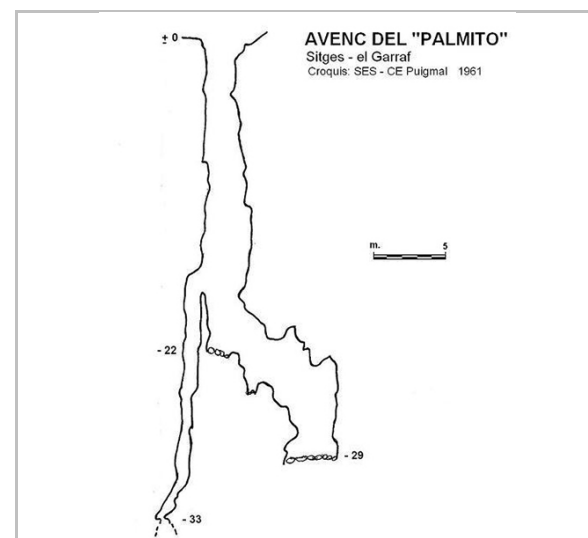 ± 0
AVENC DEL "PALMITO"
Sitges - el Garraf
Croquis: SES - CE Puigmal 1961
m. 5
- 22
- 29
- 33